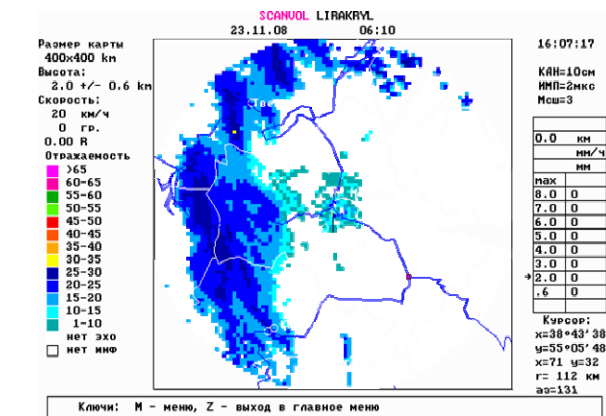 SCANVOL LIRAKRYL
23.11.08 06:10
Размер карты
400x400 km
Высота:
2.0 +/- 0.6 km
Скорость:
20 км/ч
0 гр.
0.00 R
Отражаемость
>65
60-65
55-60
50-55
45-50
40-45
35-40
30-35
25-30
20-25
15-20
10-15
1-10
нет эхо
нет инф
16:07:17
КАН=10см
ИМП=2мкс
Мсш=3
0.0 км
мм/ч
мм
max
8.0 0
7.0 0
6.0 0
5.0 0
4.0 0
3.0 0
2.0 0
.6 0
Курсор:
x=38°43'38
y=55°05'48
x=71 y=32
r= 112 км
аз=131
Ключи: M - меню, Z - выход в главное меню